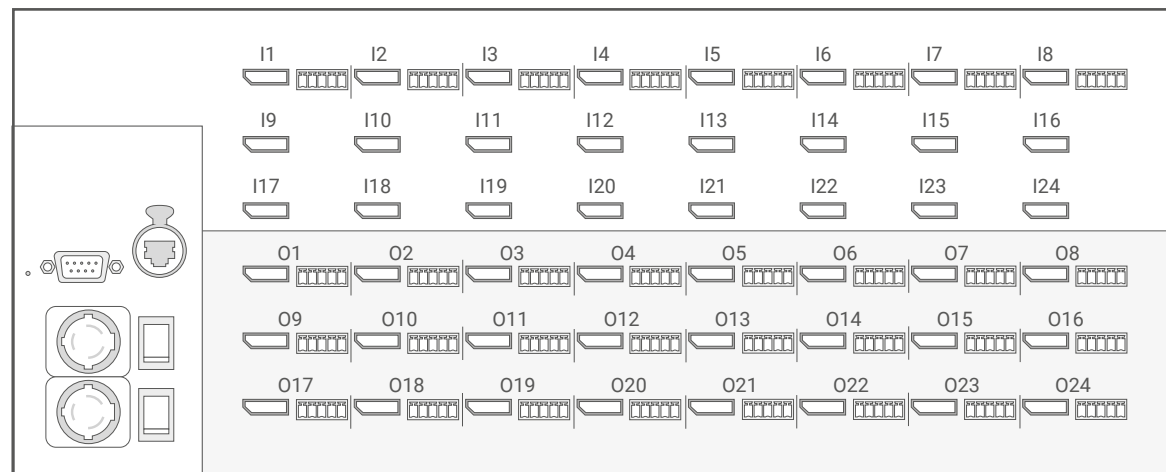 I1 I2 I3 I4 I5 I6 I7 I8
I9 I10 I11 I12 I13 I14 I15 I16
I17 I18 I19 I20 I21 I22 I23 I24
O1 O2 O3 O4 O5 O6 O7 O8
O9 O10 O11 O12 O13 O14 O15 O16
O17 O18 O19 O20 O21 O22 O23 O24